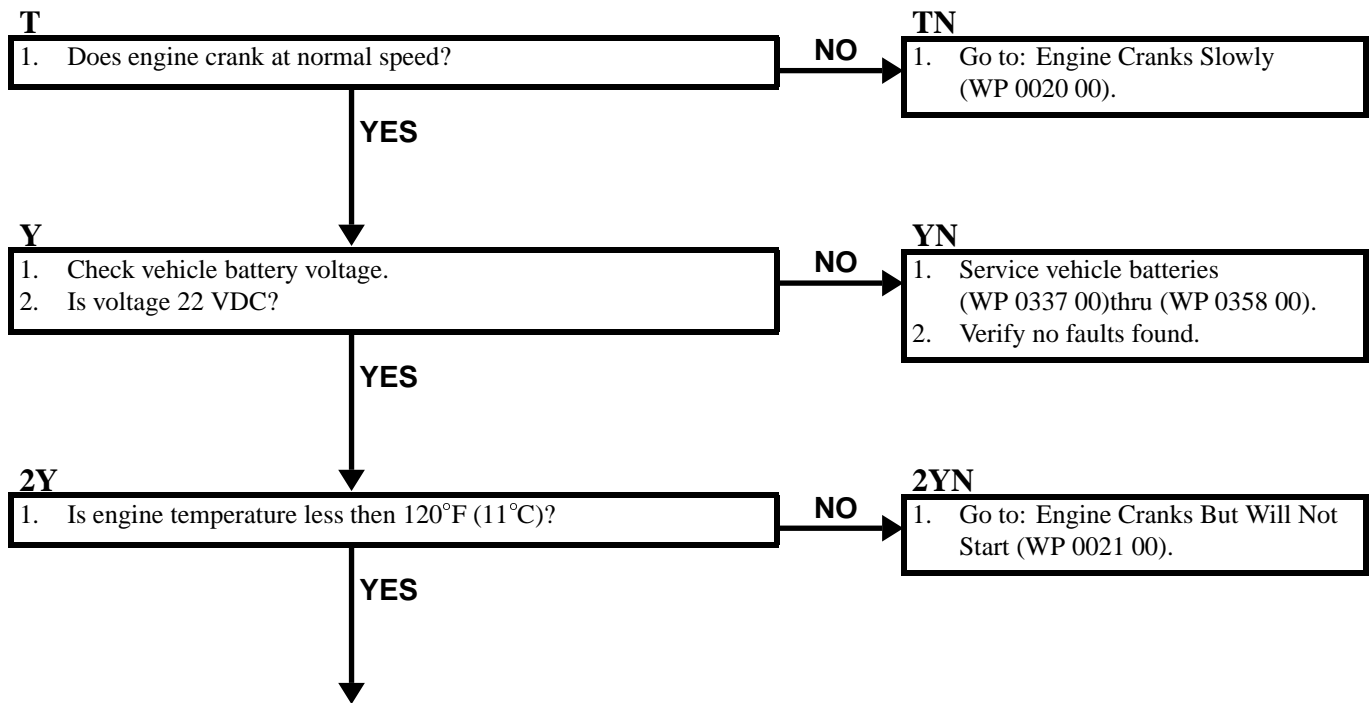 T
1. Does engine crank at normal speed?
NO
TN
1. Go to: Engine Cranks Slowly
(WP 0020 00).
YES
Y
1. Check vehicle battery voltage.
2. Is voltage 22 VDC?
NO
YN
1. Service vehicle batteries
(WP 0337 00)thru (WP 0358 00).
2. Verify no faults found.
YES
2Y
1. Is engine temperature less then 120°F (11°C)?
NO
2YN
1. Go to: Engine Cranks But Will Not
Start (WP 0021 00).
YES